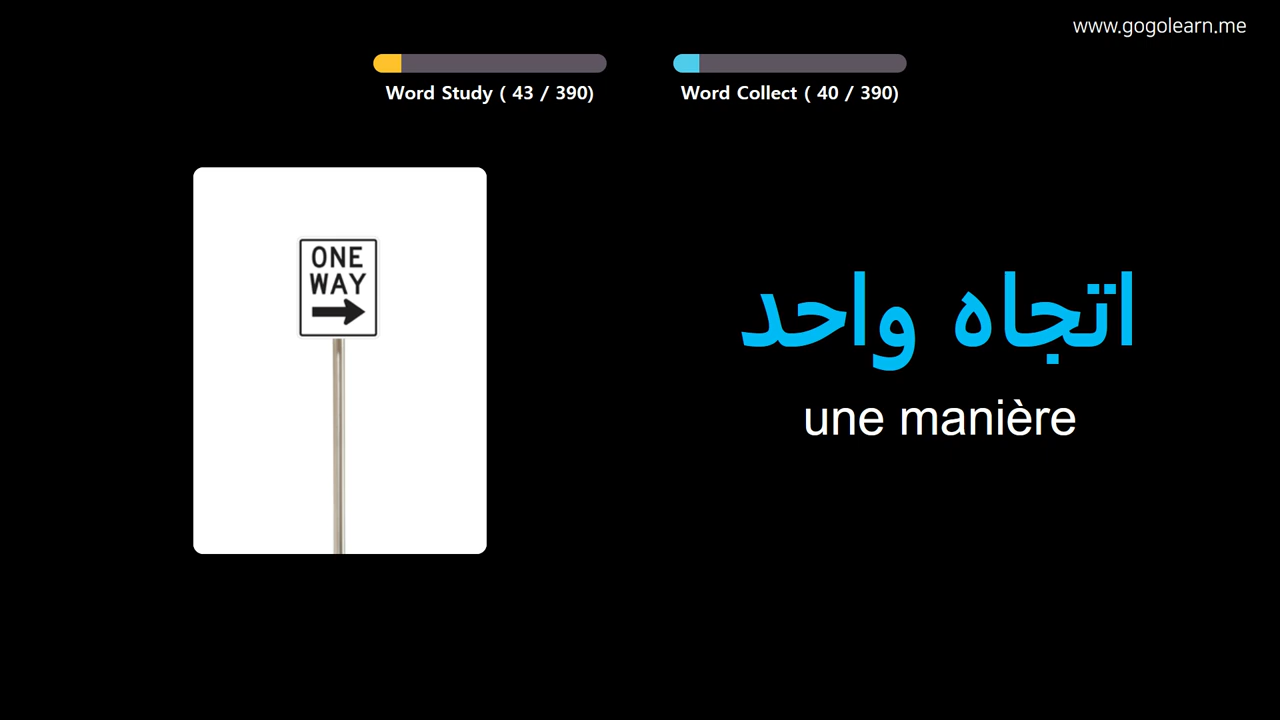 www.gogolearn.me
Word Study ( 43 / 390)
Word Collect ( 40 / 390)
ONE
WAY
اتجاه واحد
une manière